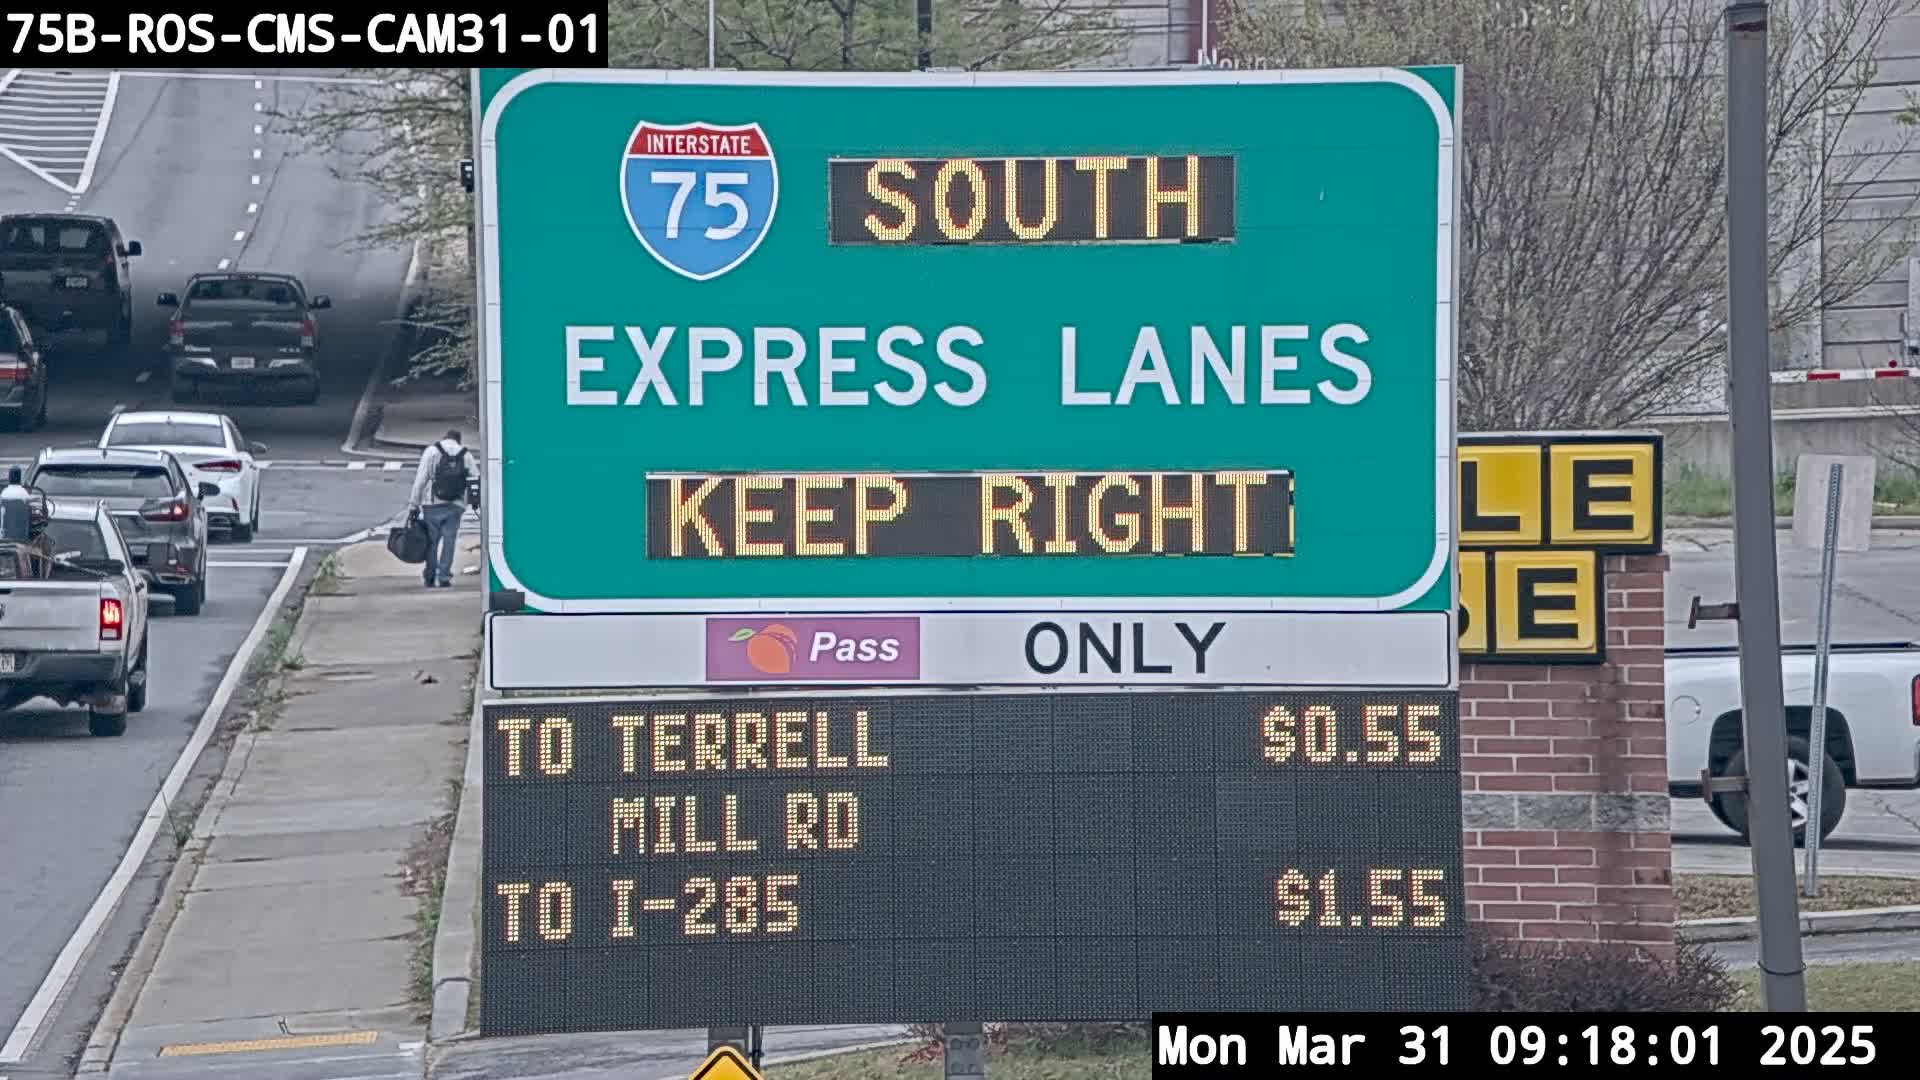 75B-ROS-CMS-CAM31-01
INTERSTATE
75
SOUTH
EXPRESS LANES
KEEP RIGHT
Pass ONLY
LE
E
TO TERRELL $0.55
MILL RD
TO I-285 $1.55
Mon Mar 31 09:18:01 2025